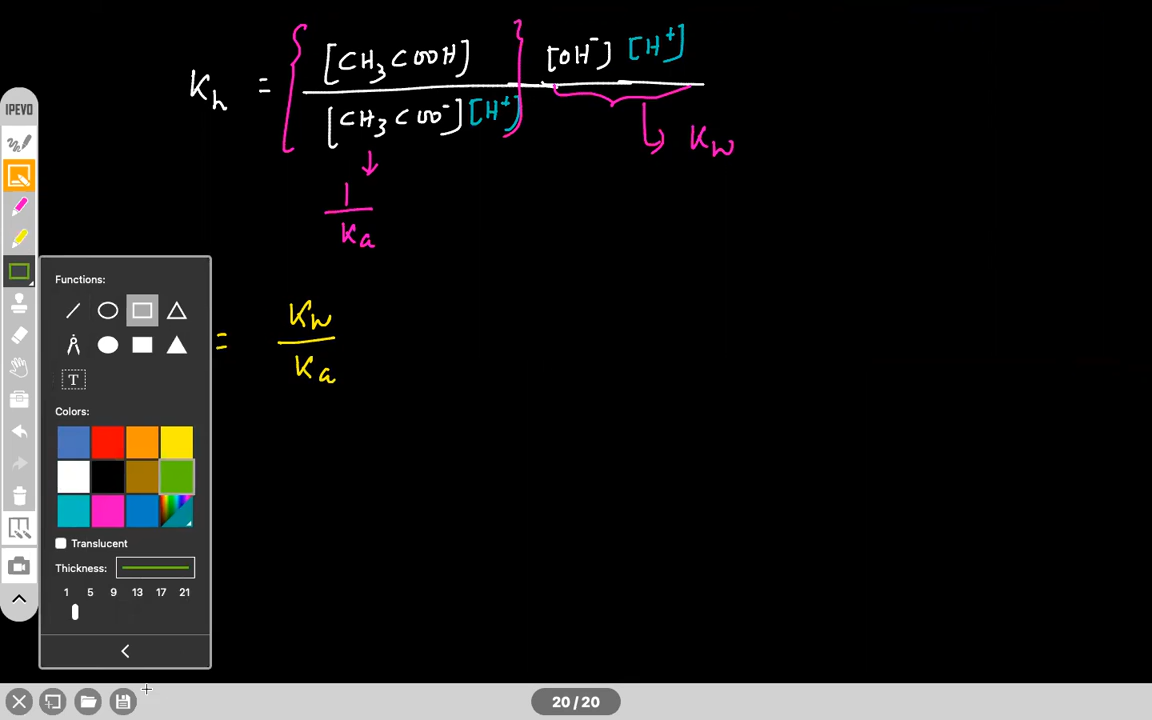 [CH₃COOH] [OH⁻] [H⁺]
Kₕ =
[CH₃COO⁻] [H⁺]
↳ Kw
↓
1
Ka
IPEVO
Functions:
T
= Kw
Ka
Colors:
Translucent
Thickness:
1 5 9 13 17 21
20 / 20